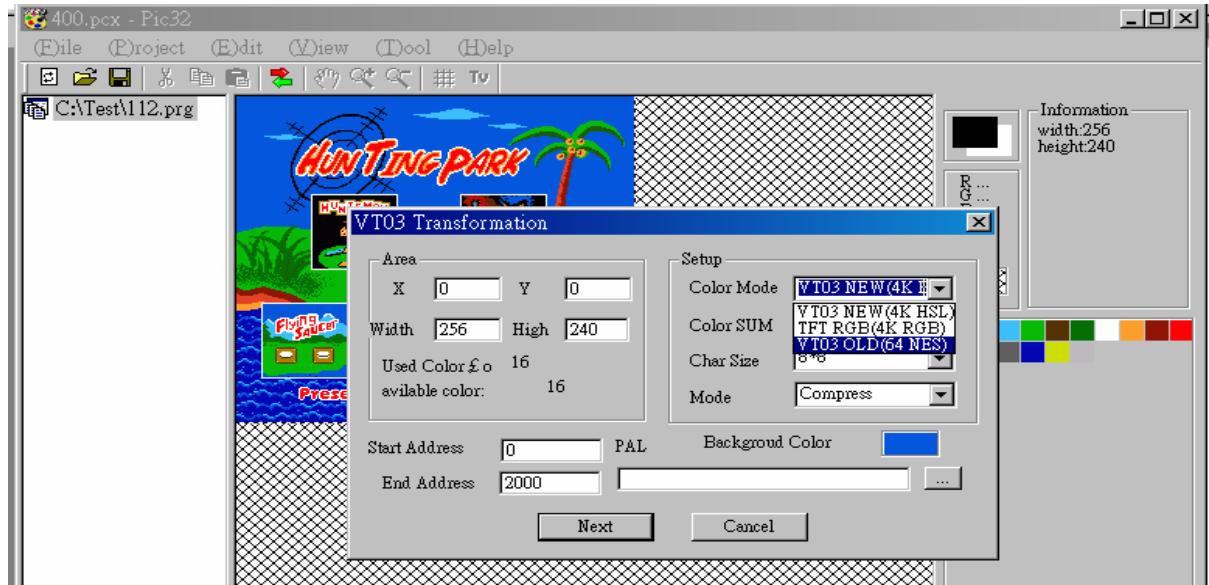 400.pcx - Pic32
(F)ile (P)roject (E)dit (V)iew (T)ool (H)elp
TV
C:\Test\112.prg
HUNTING PARK
Flying
SAUCER
Information
width:256
height:240
R ...
G ...
VT03 Transformation
Area
X 0 Y 0
Width 256 High 240
Used Color£o 16
avilable color: 16
Setup
Color Mode VT03 NEW(4K
VT03 NEW(4K HSL)
TFT RGB(4K RGB)
VT03 OLD(64 NES)
Color SUM
Char Size 8*8
Mode Compress
Start Address 0 PAL Backgroud Color
End Address 2000 ...
Next Cancel